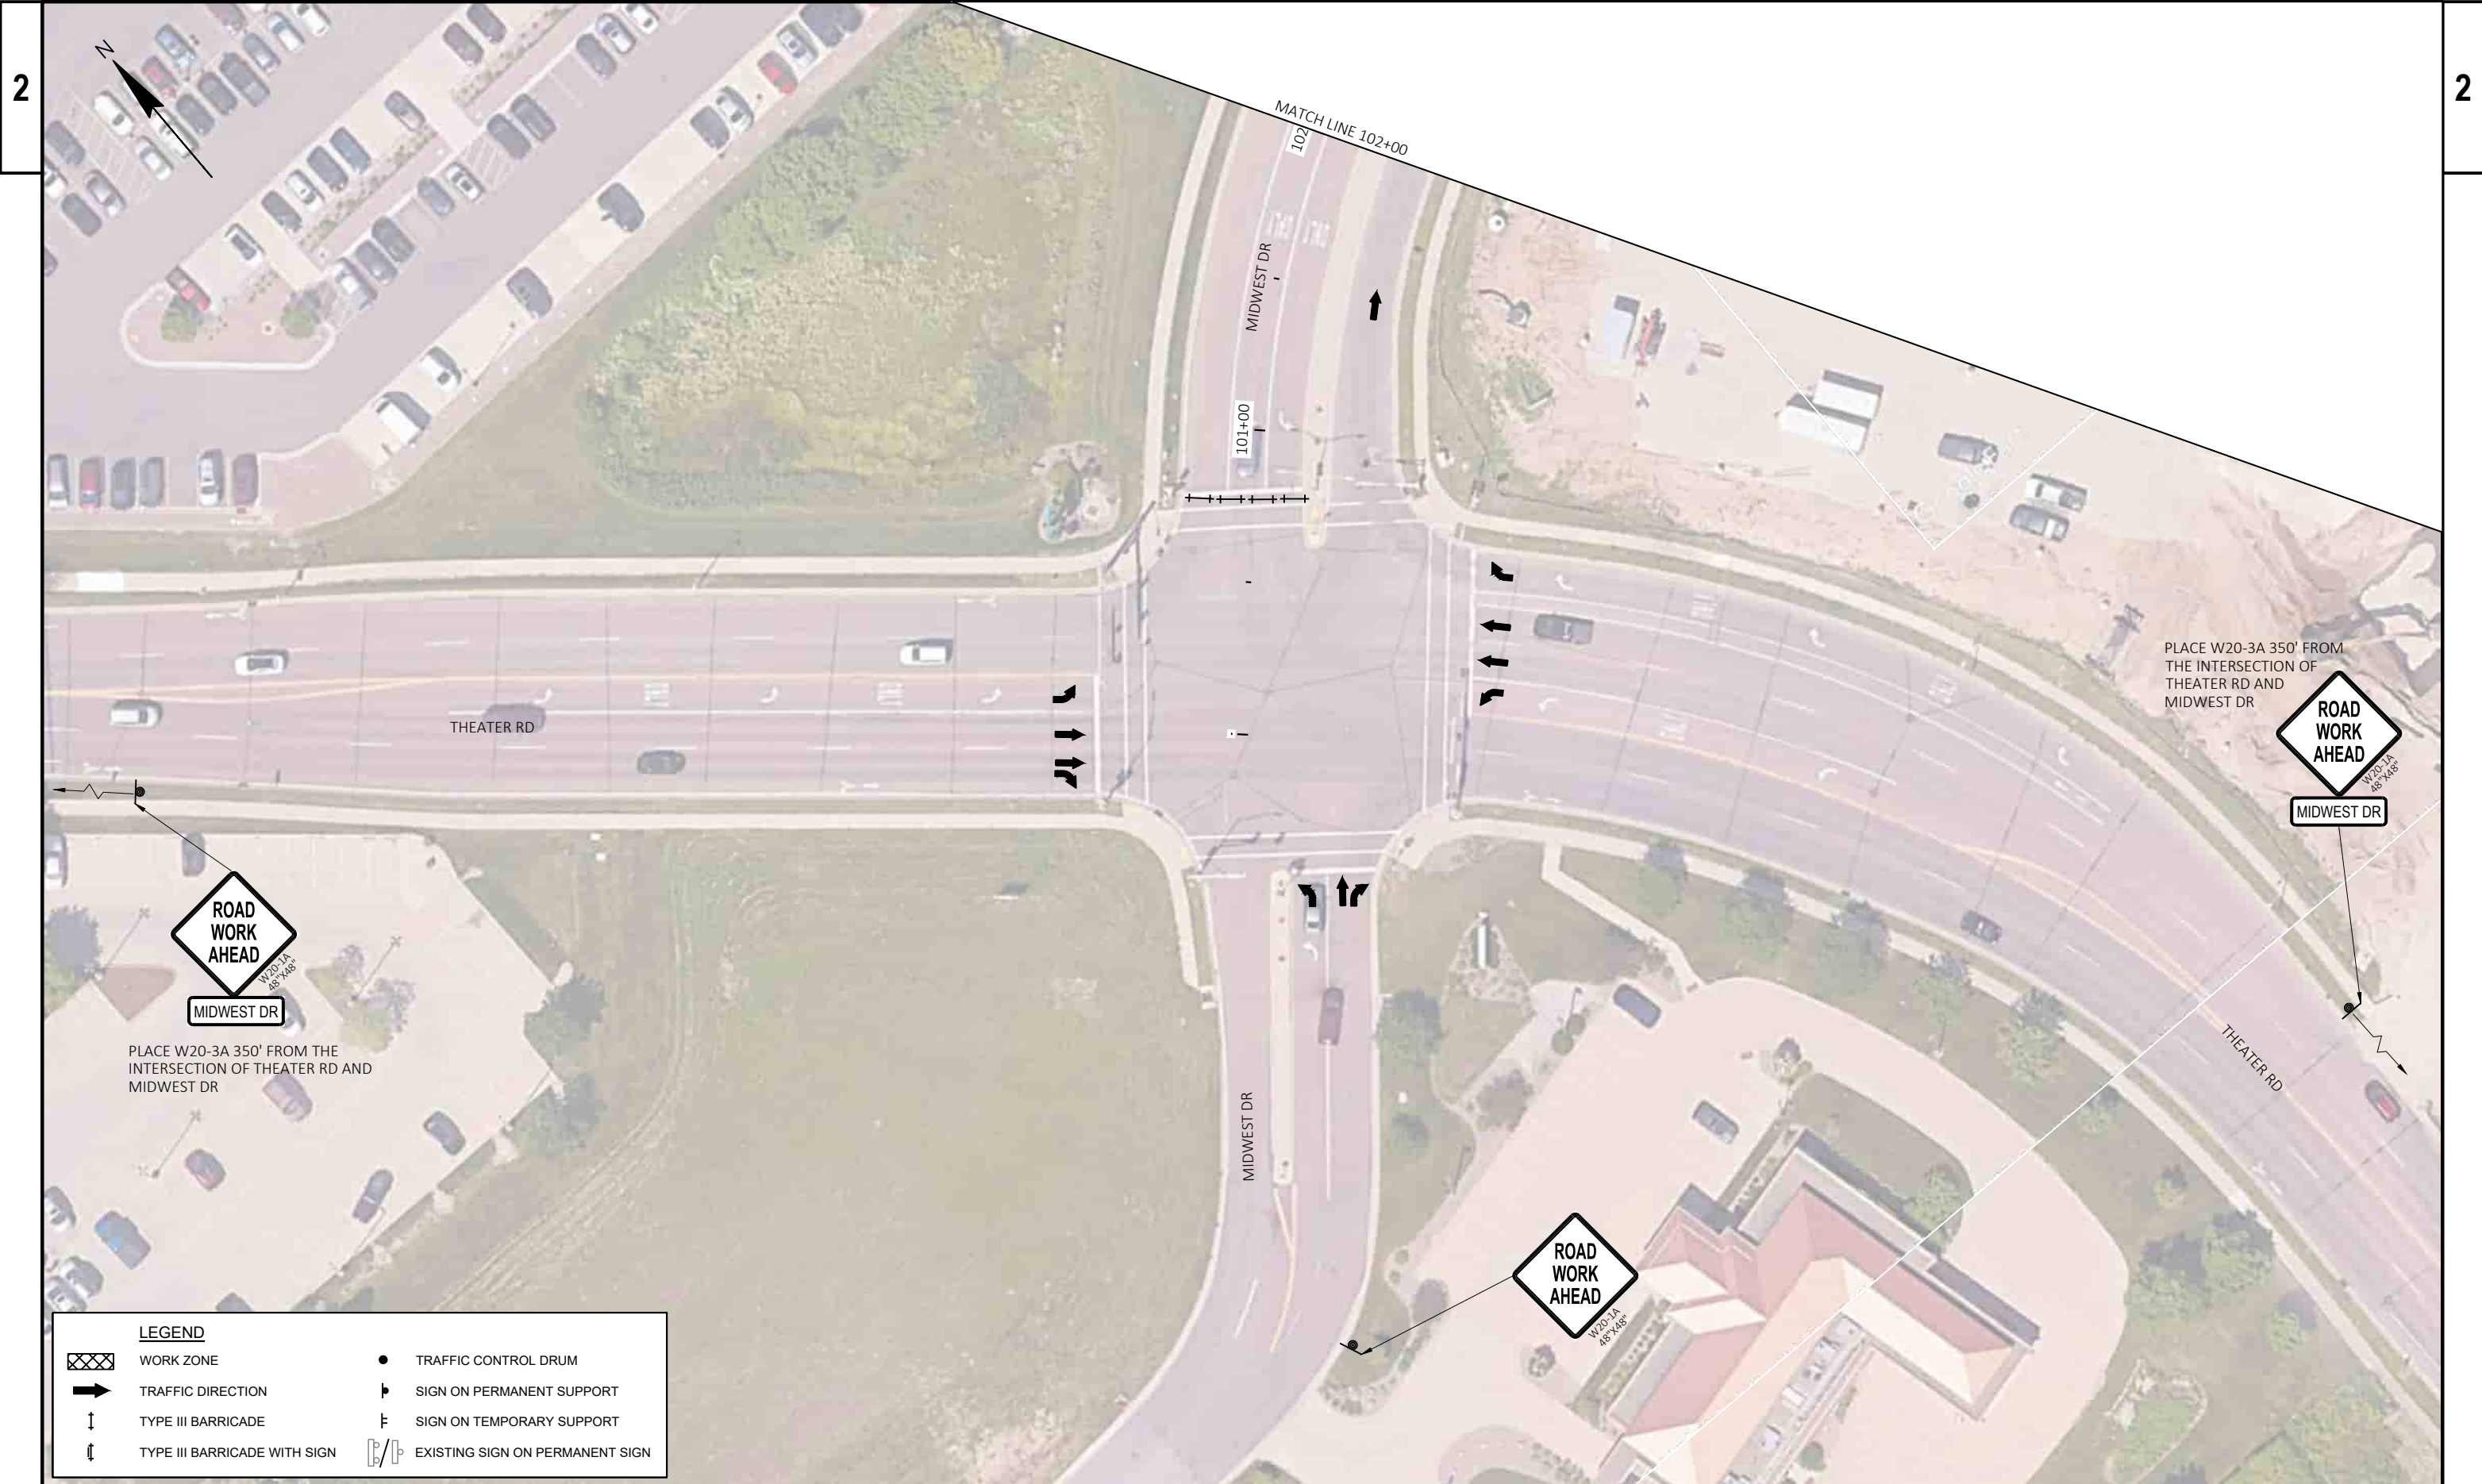 2
2
N
MATCH LINE 102+00
102
MIDWEST DR
101+00
THEATER RD
PLACE W20-3A 350' FROM
THE INTERSECTION OF
THEATER RD AND
MIDWEST DR
ROAD
WORK
AHEAD
W20-1A
48"X48"
MIDWEST DR
ROAD
WORK
AHEAD
W20-1A
48"X48"
MIDWEST DR
PLACE W20-3A 350' FROM THE
INTERSECTION OF THEATER RD AND
MIDWEST DR
THEATER RD
MIDWEST DR
ROAD
WORK
AHEAD
W20-1A
48"X48"
LEGEND
WORK ZONE
TRAFFIC DIRECTION
TYPE III BARRICADE
TYPE III BARRICADE WITH SIGN
TRAFFIC CONTROL DRUM
SIGN ON PERMANENT SUPPORT
SIGN ON TEMPORARY SUPPORT
EXISTING SIGN ON PERMANENT SIGN